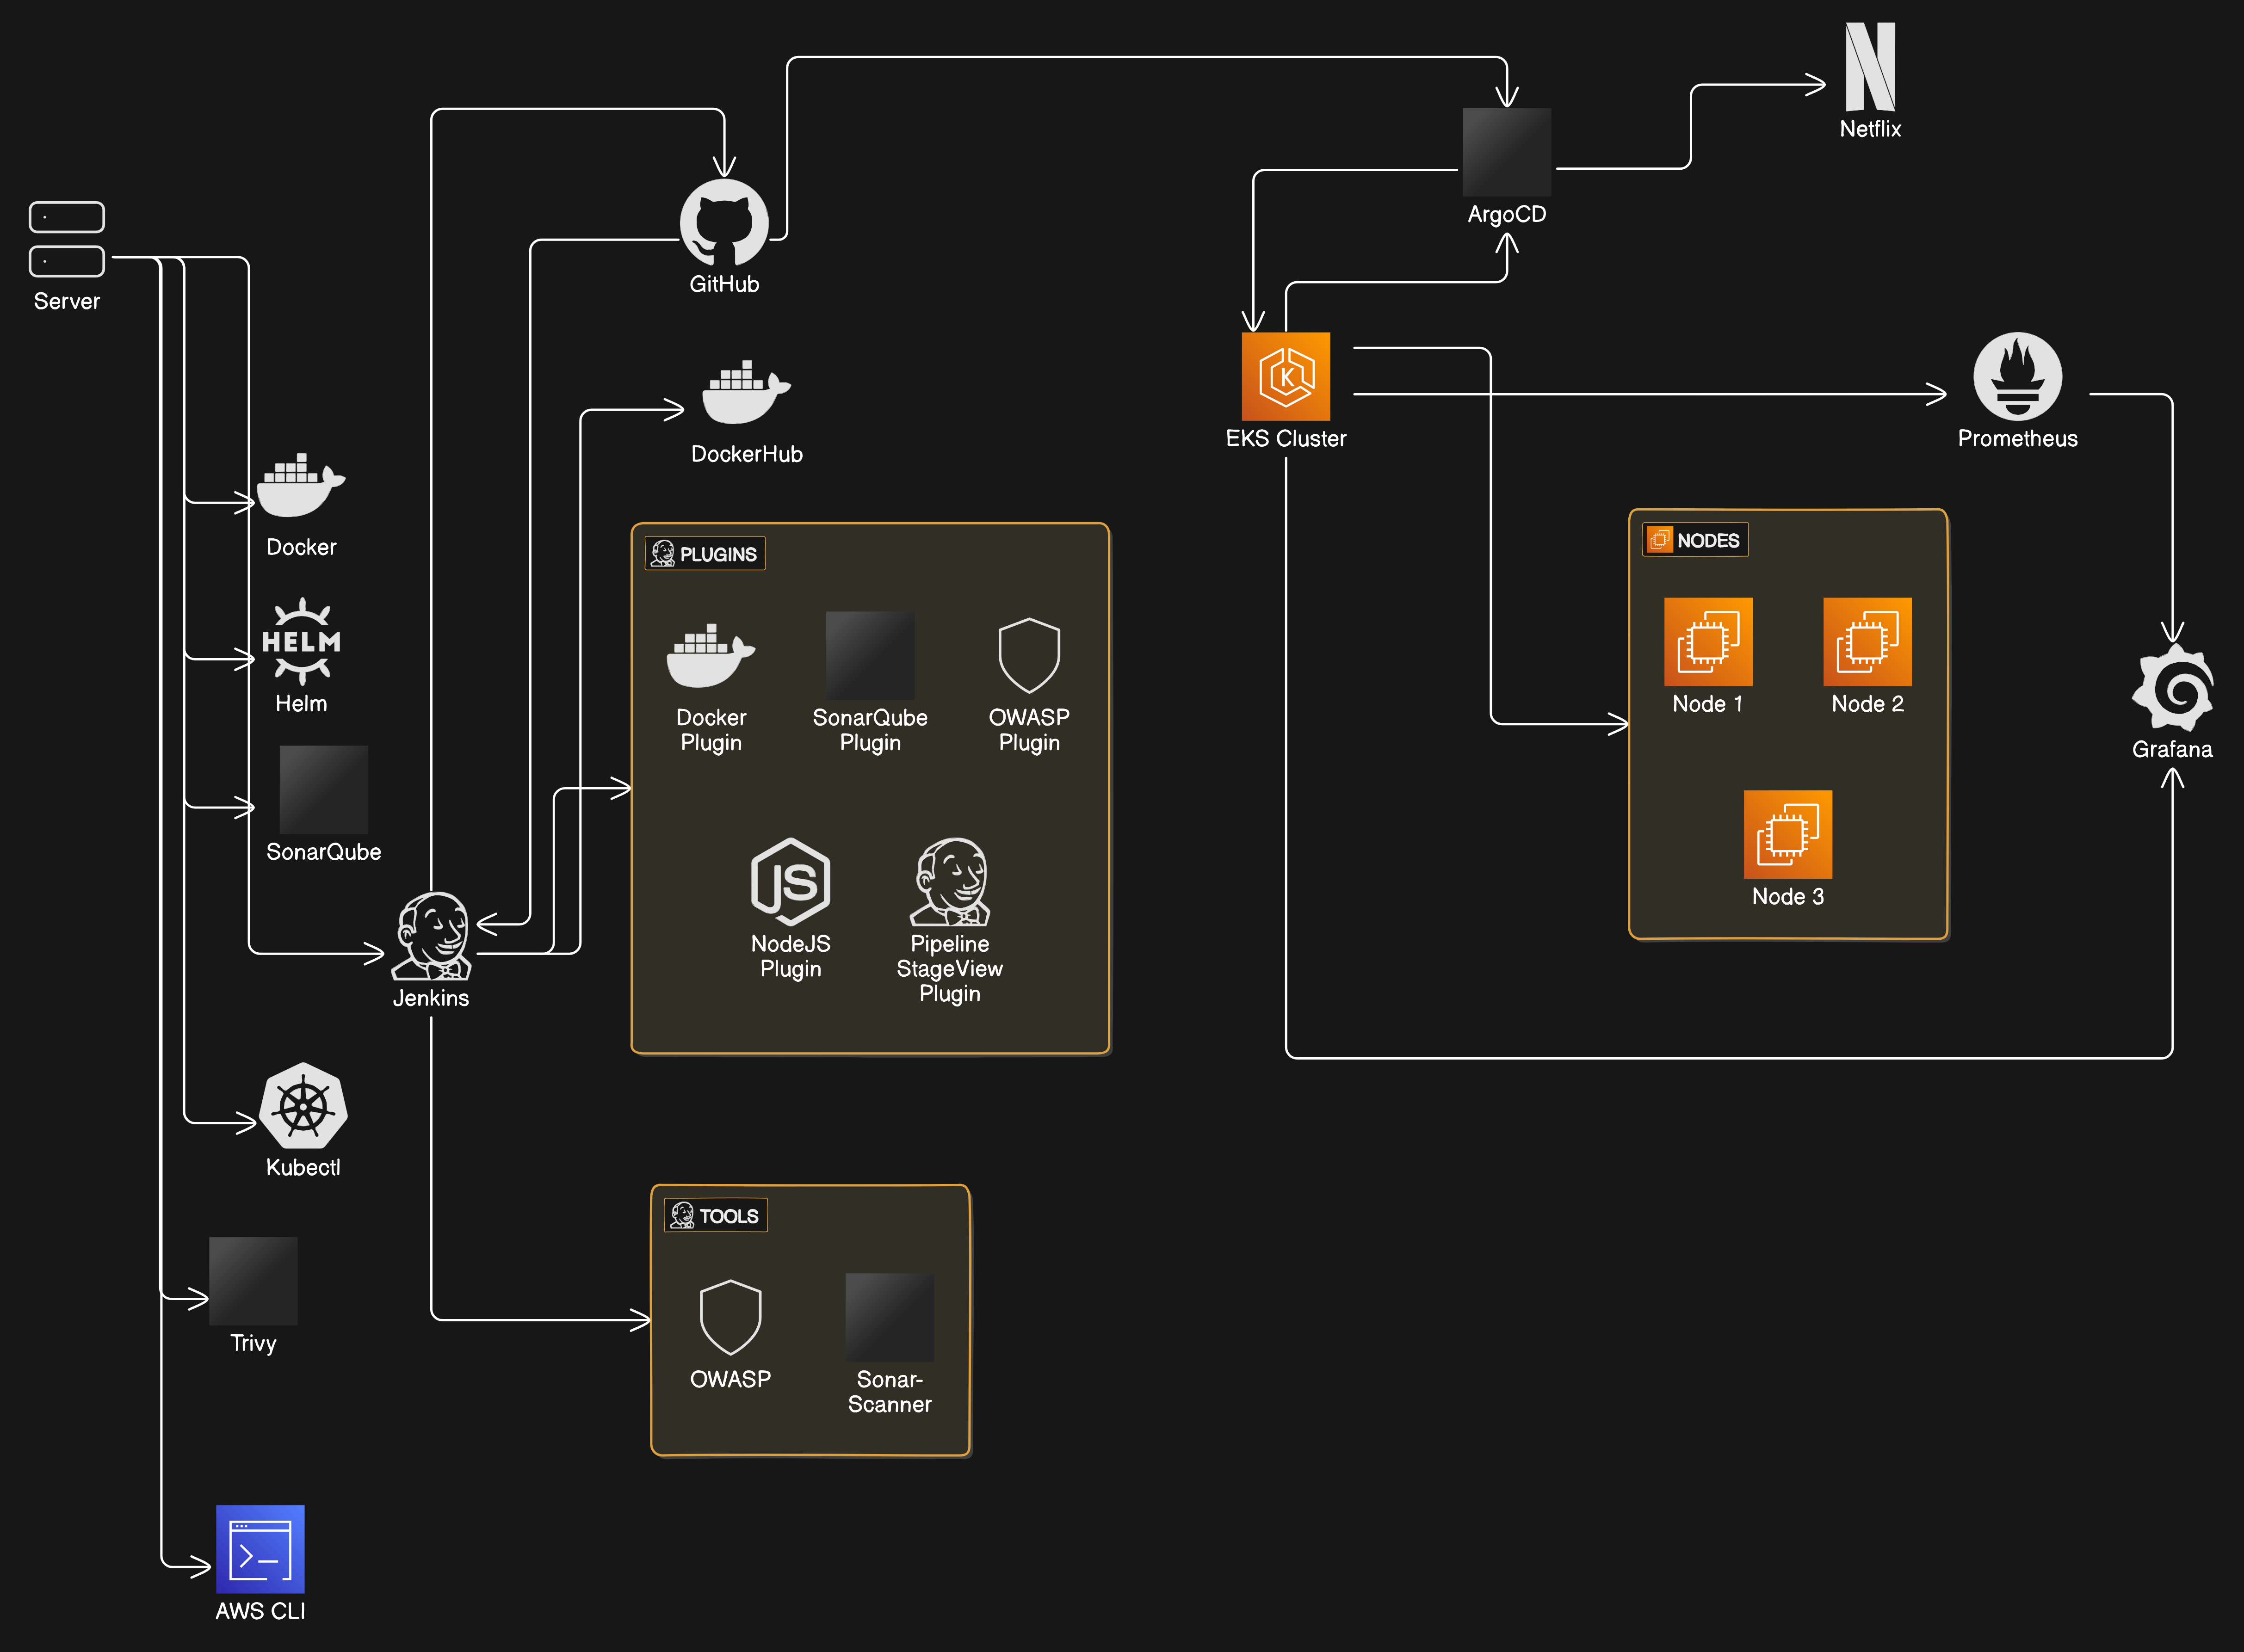 Netflix
ArgoCD
Server
GitHub
DockerHub
K
EKS Cluster
Prometheus
Docker
HELM
Helm
SonarQube
Jenkins
Kubectl
Trivy
AWS CLI
PLUGINS
Docker
Plugin
SonarQube
Plugin
OWASP
Plugin
JS
NodeJS
Plugin
Pipeline
StageView
Plugin
NODES
Node 1
Node 2
Node 3
Grafana
TOOLS
OWASP
Sonar-
Scanner